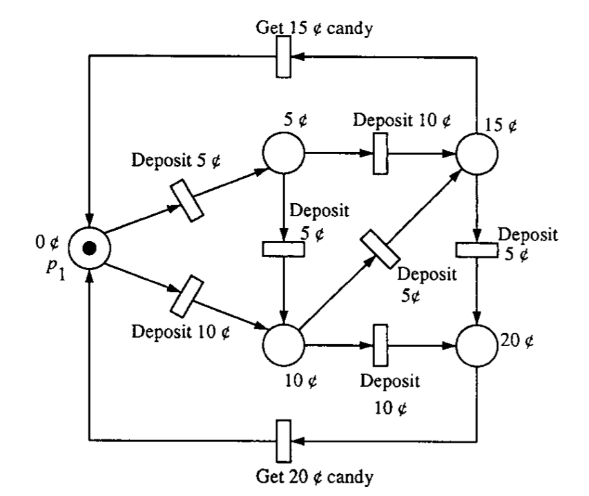 Get 15 ¢ candy
5 ¢
Deposit 10 ¢
15 ¢
Deposit 5 ¢
Deposit
5 ¢
0 ¢
p1
Deposit
5 ¢
Deposit
5¢
Deposit 10 ¢
20 ¢
10 ¢
Deposit
10 ¢
Get 20 ¢ candy